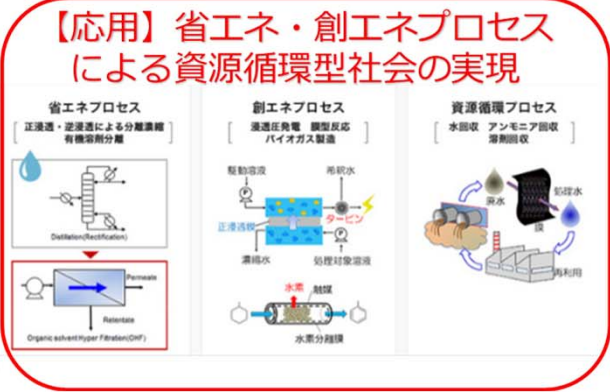 【応用】省エネ・創エネプロセス
による資源循環型社会の実現
省エネプロセス
正浸透・逆浸透による分離濃縮
有機溶剤分離
Distillation(Rectification)
Permeate
Retentate
Organic solvent Hyper Filtration(OHF)
創エネプロセス
浸透圧発電 膜型反応
バイオガス製造
駆動溶液
希釈水
P
タービン
正浸透膜
P
濃縮水
処理対象溶液
水素
触媒
水素分離膜
資源循環プロセス
水回収 アンモニア回収
溶剤回収
廃水
処理水
膜
再利用